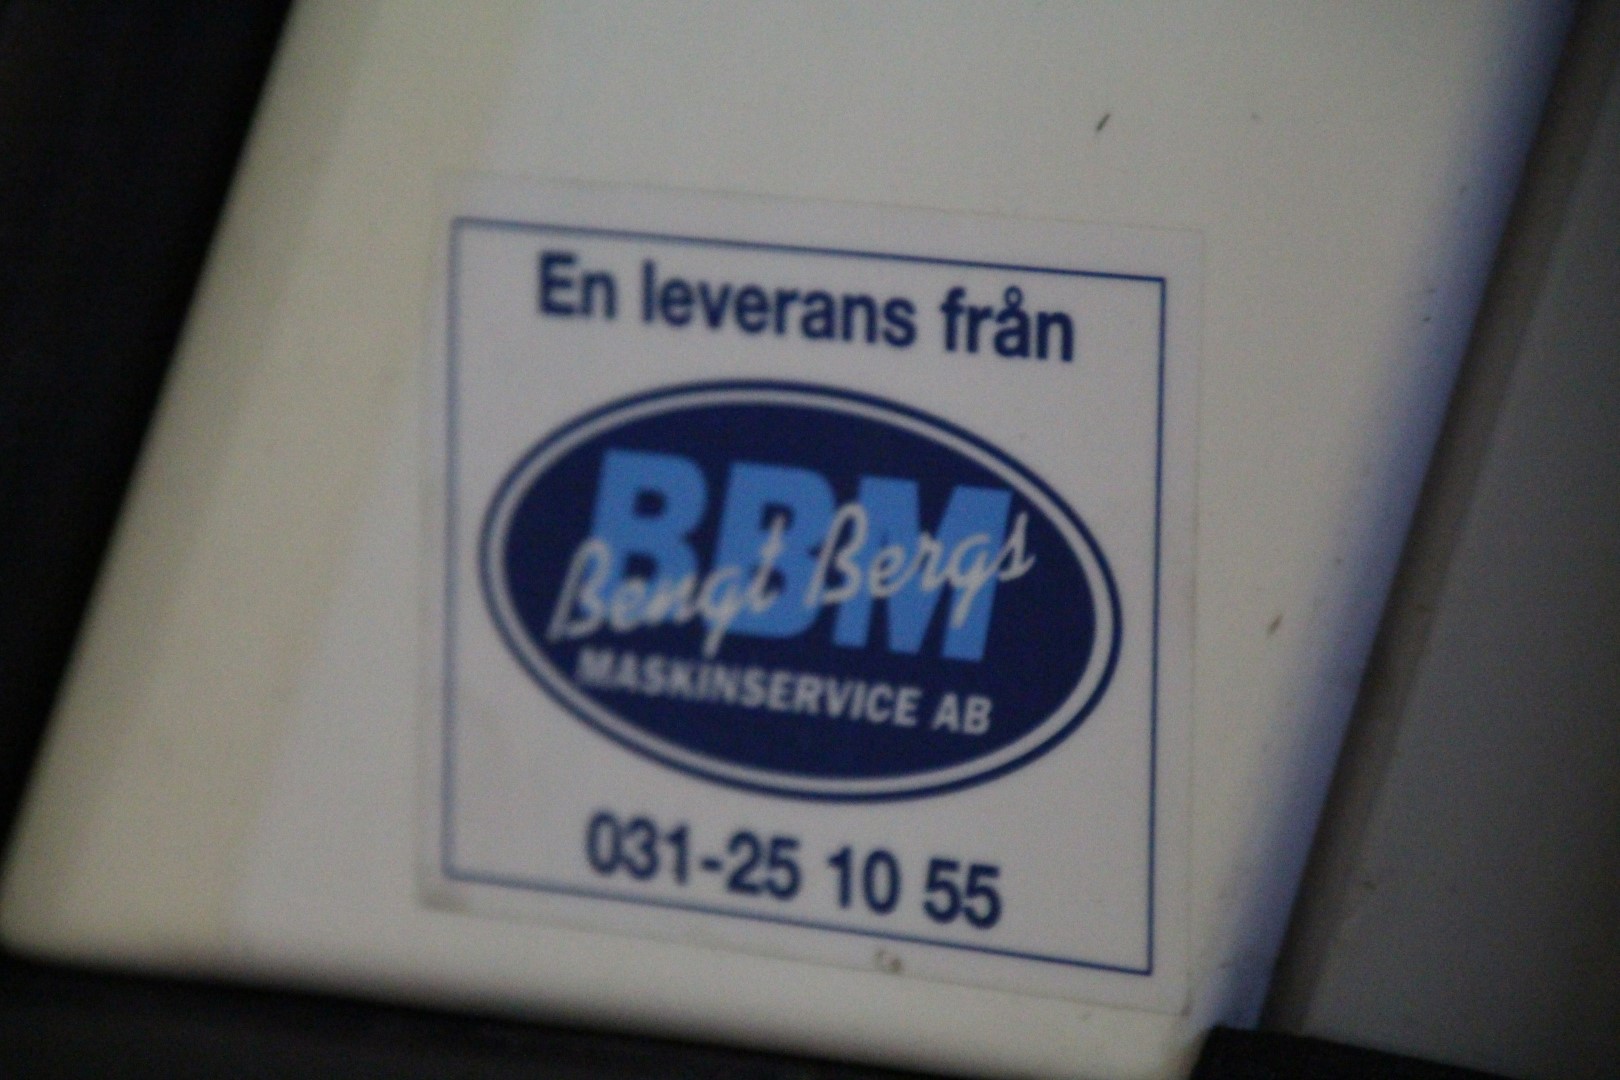 En leverans från
BBM
Bengt Bergs
MASKINSERVICE AB
031-25 10 55